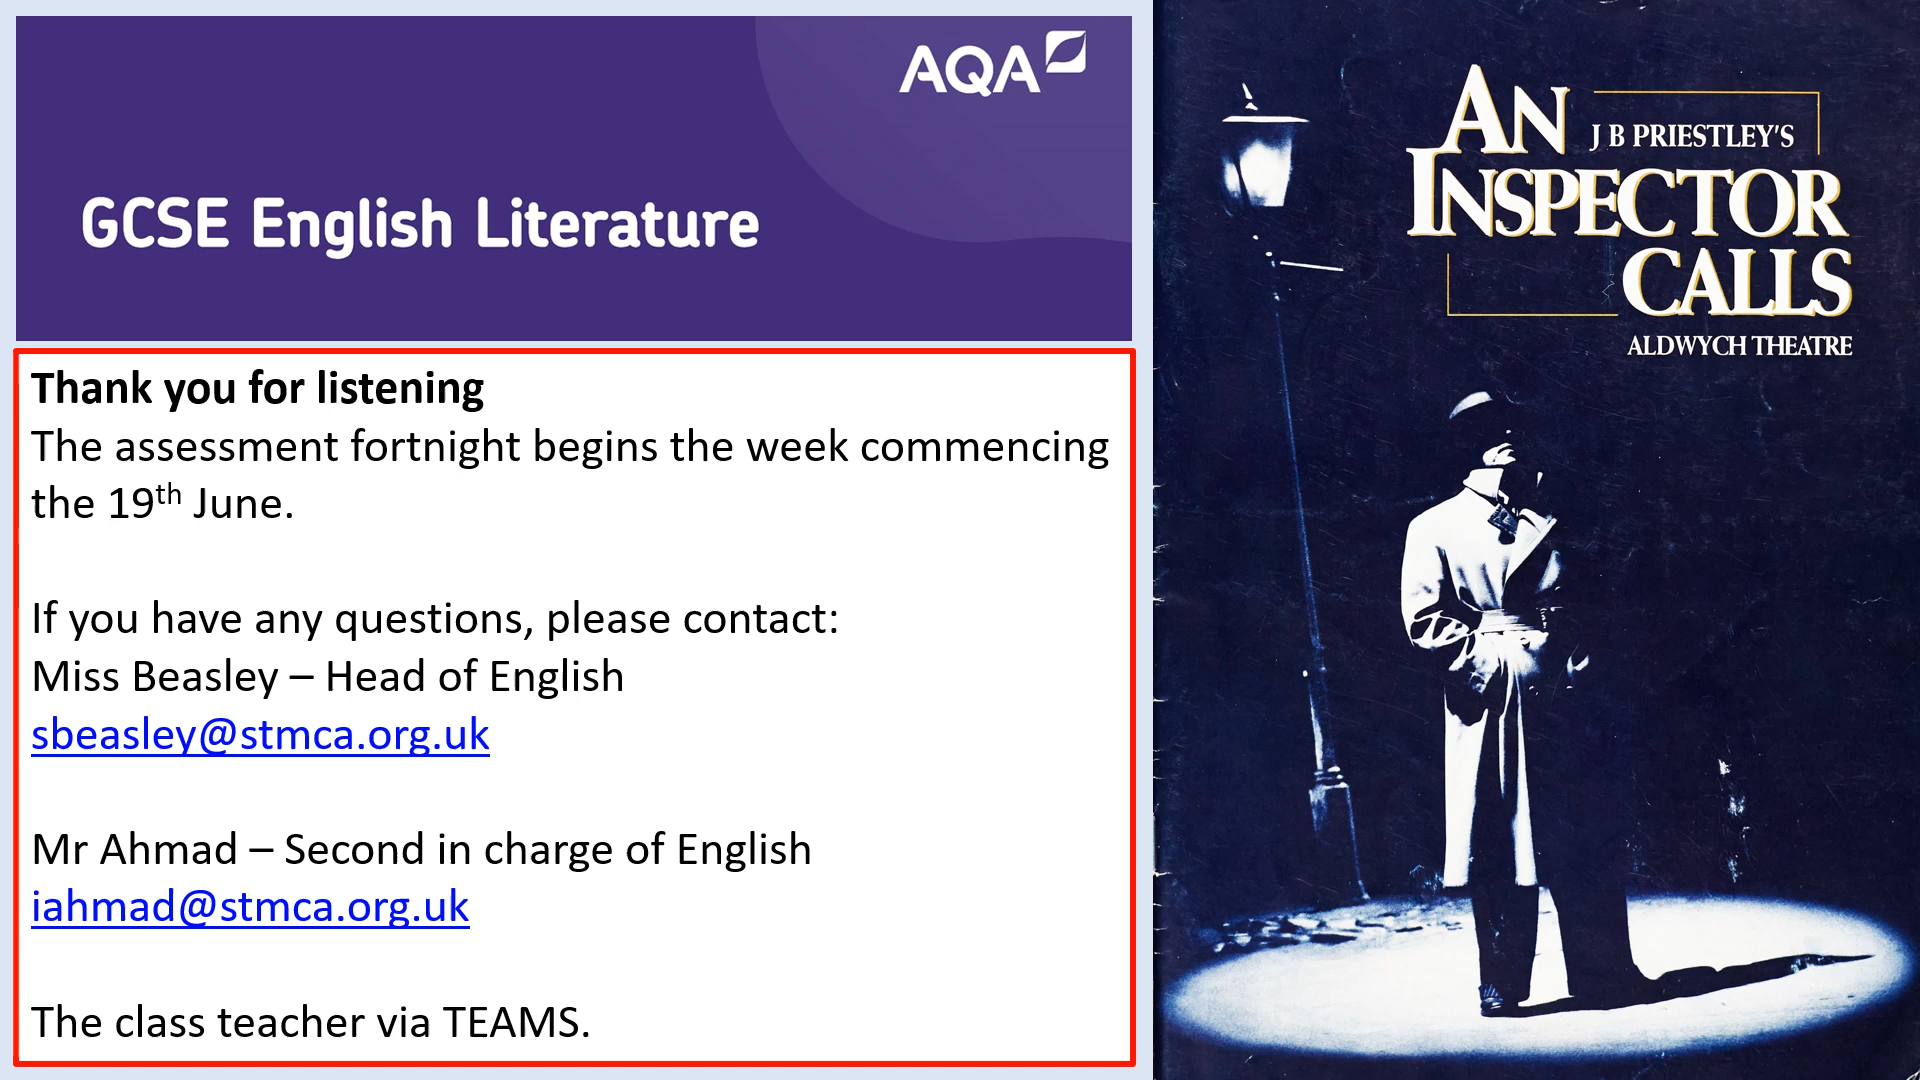 AQA
GCSE English Literature
Thank you for listening
The assessment fortnight begins the week commencing
the 19th June.
If you have any questions, please contact:
Miss Beasley – Head of English
sbeasley@stmca.org.uk
Mr Ahmad – Second in charge of English
iahmad@stmca.org.uk
The class teacher via TEAMS.
AN
J B PRIESTLEY'S
INSPECTOR
CALLS
ALDWYCH THEATRE